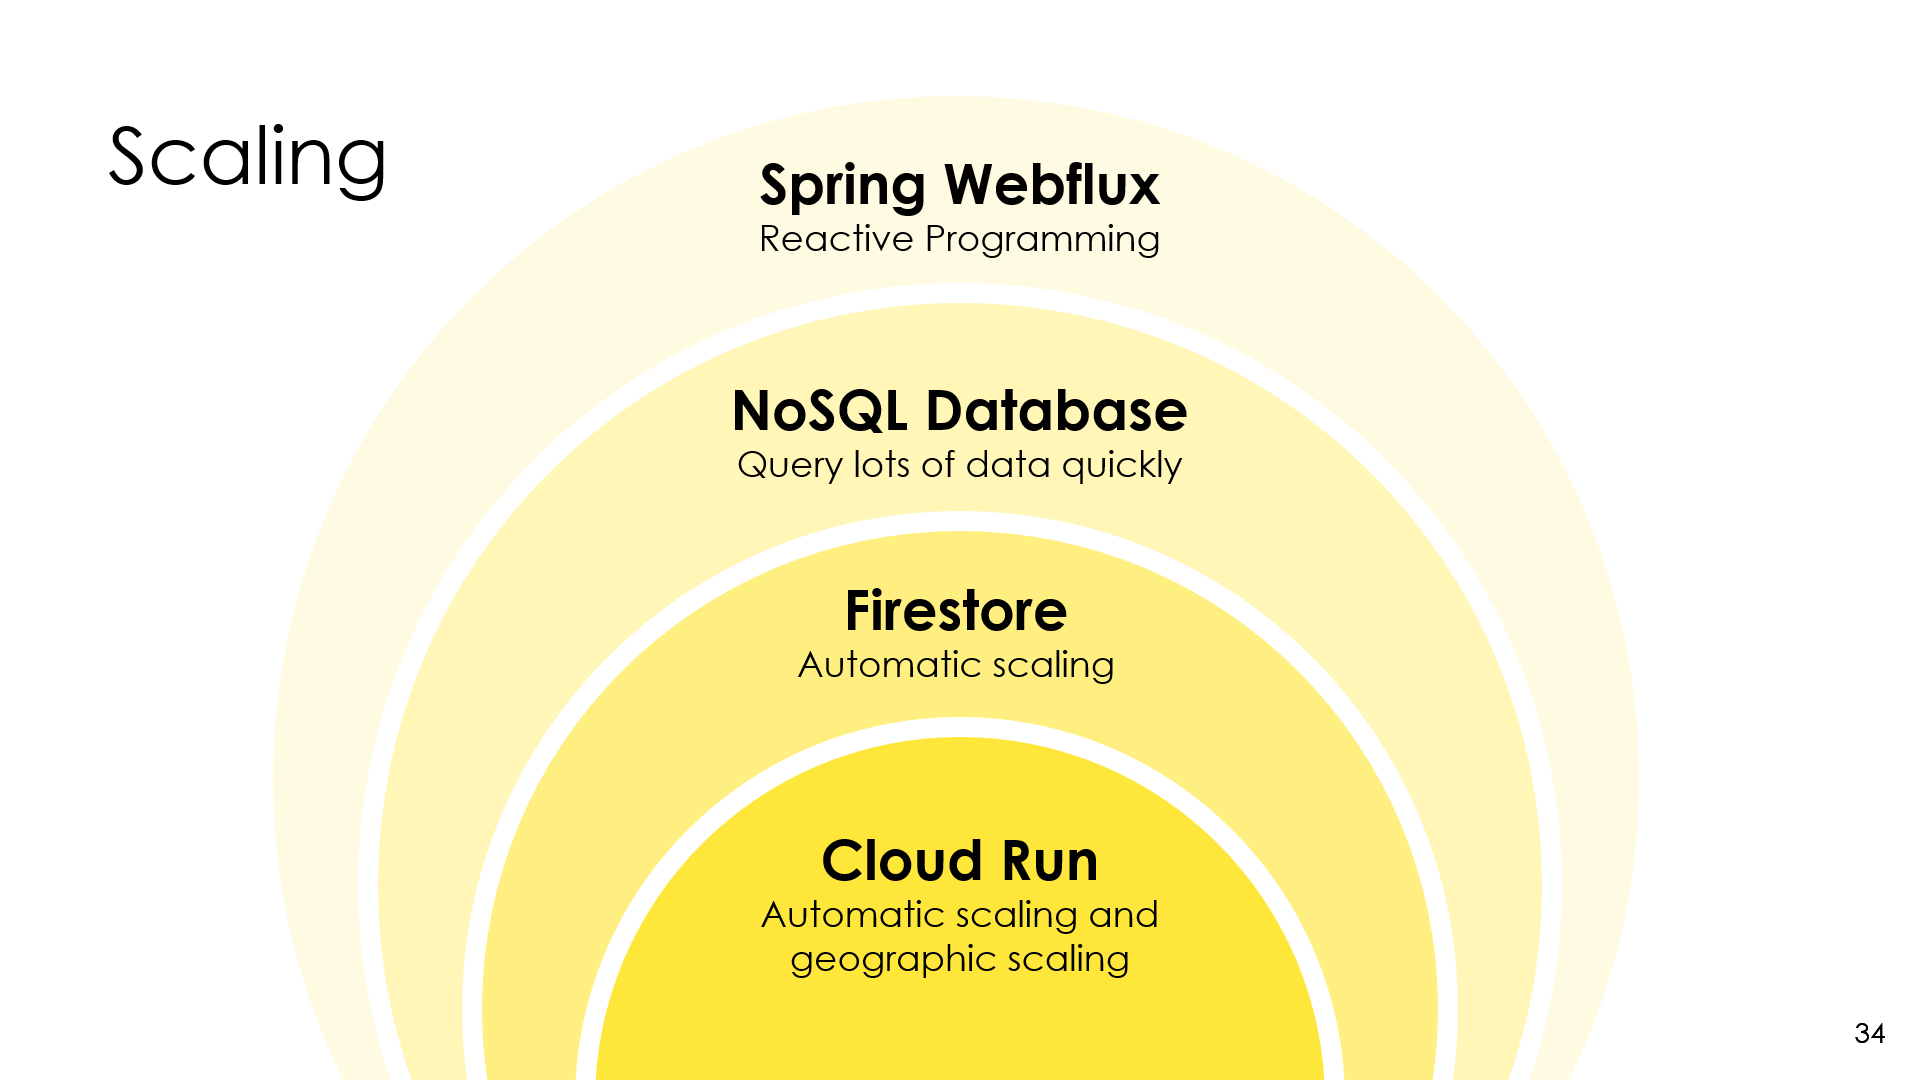 Scaling
Spring Webflux
Reactive Programming
NoSQL Database
Query lots of data quickly
Firestore
Automatic scaling
Cloud Run
Automatic scaling and
geographic scaling
34